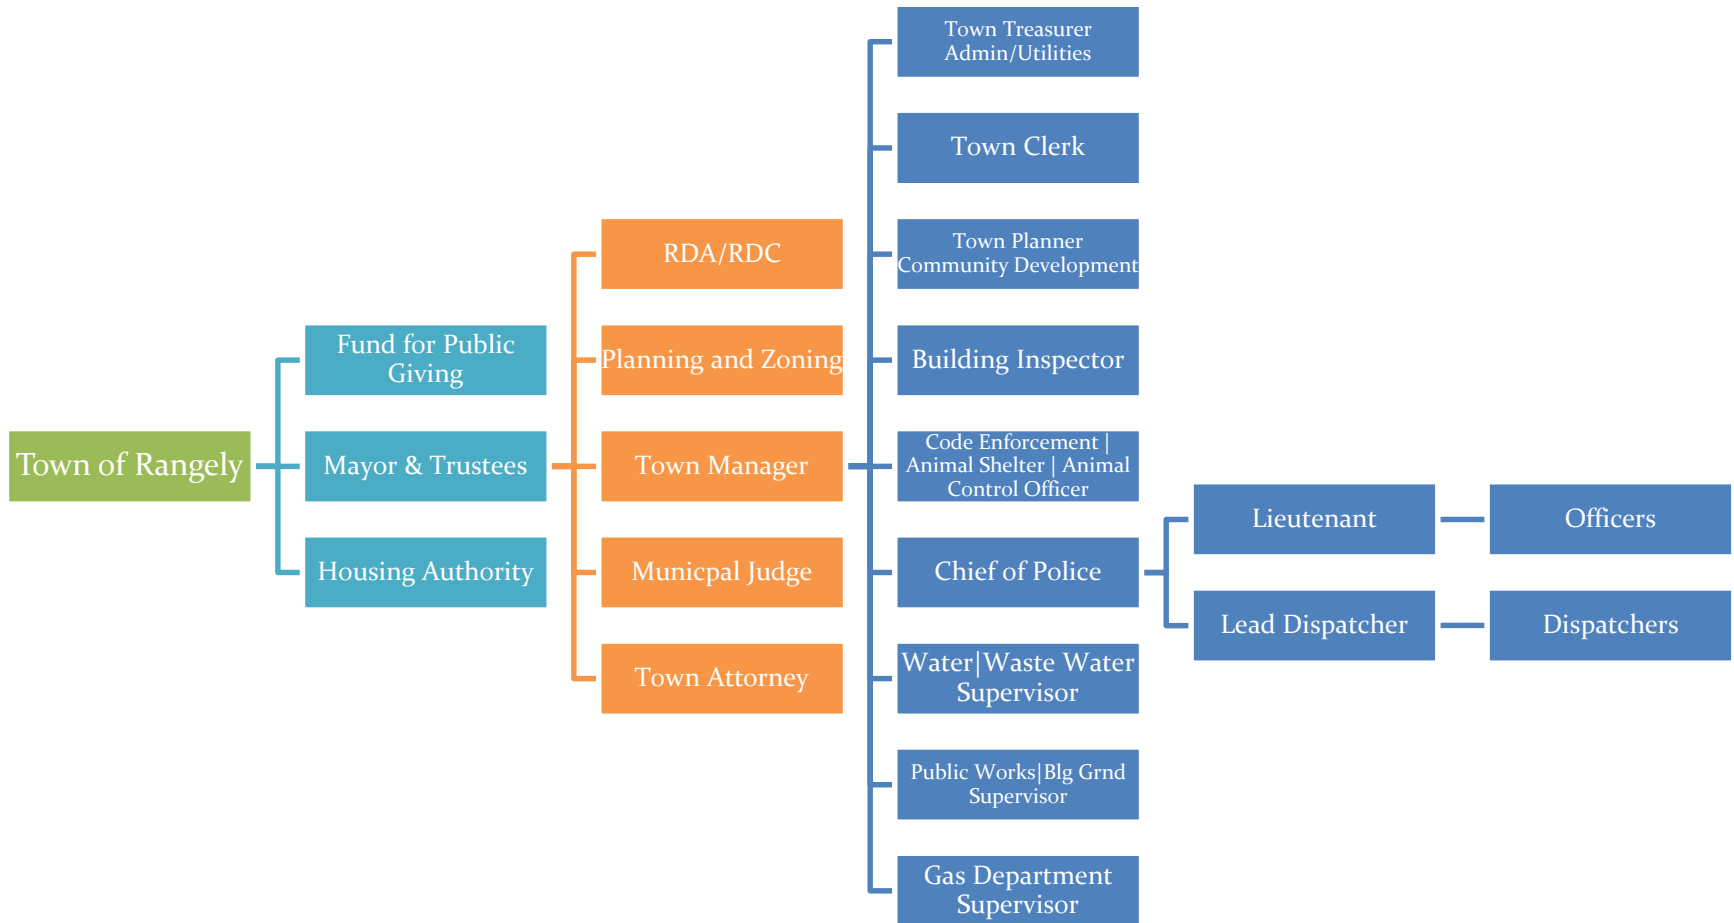 Town of Rangely
Fund for Public
Giving
Mayor & Trustees
Housing Authority
RDA/RDC
Planning and Zoning
Town Manager
Municpal Judge
Town Attorney
Town Treasurer
Admin/Utilities
Town Clerk
Town Planner
Community Development
Building Inspector
Code Enforcement |
Animal Shelter | Animal
Control Officer
Chief of Police
Water|Waste Water
Supervisor
Public Works|Blg Grnd
Supervisor
Gas Department
Supervisor
Lieutenant
Lead Dispatcher
Officers
Dispatchers